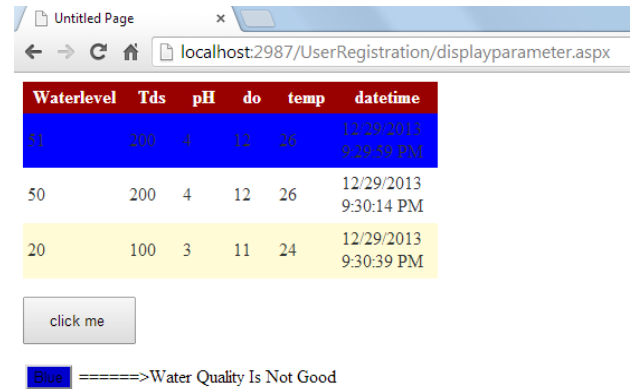 Untitled Page
localhost:2987/UserRegistration/displayparameter.aspx
Waterlevel Tds pH do temp datetime
51 200 4 12 26 12/29/2013
9:29:59 PM
50 200 4 12 26 12/29/2013
9:30:14 PM
20 100 3 11 24 12/29/2013
9:30:39 PM
click me
Blue ======>Water Quality Is Not Good